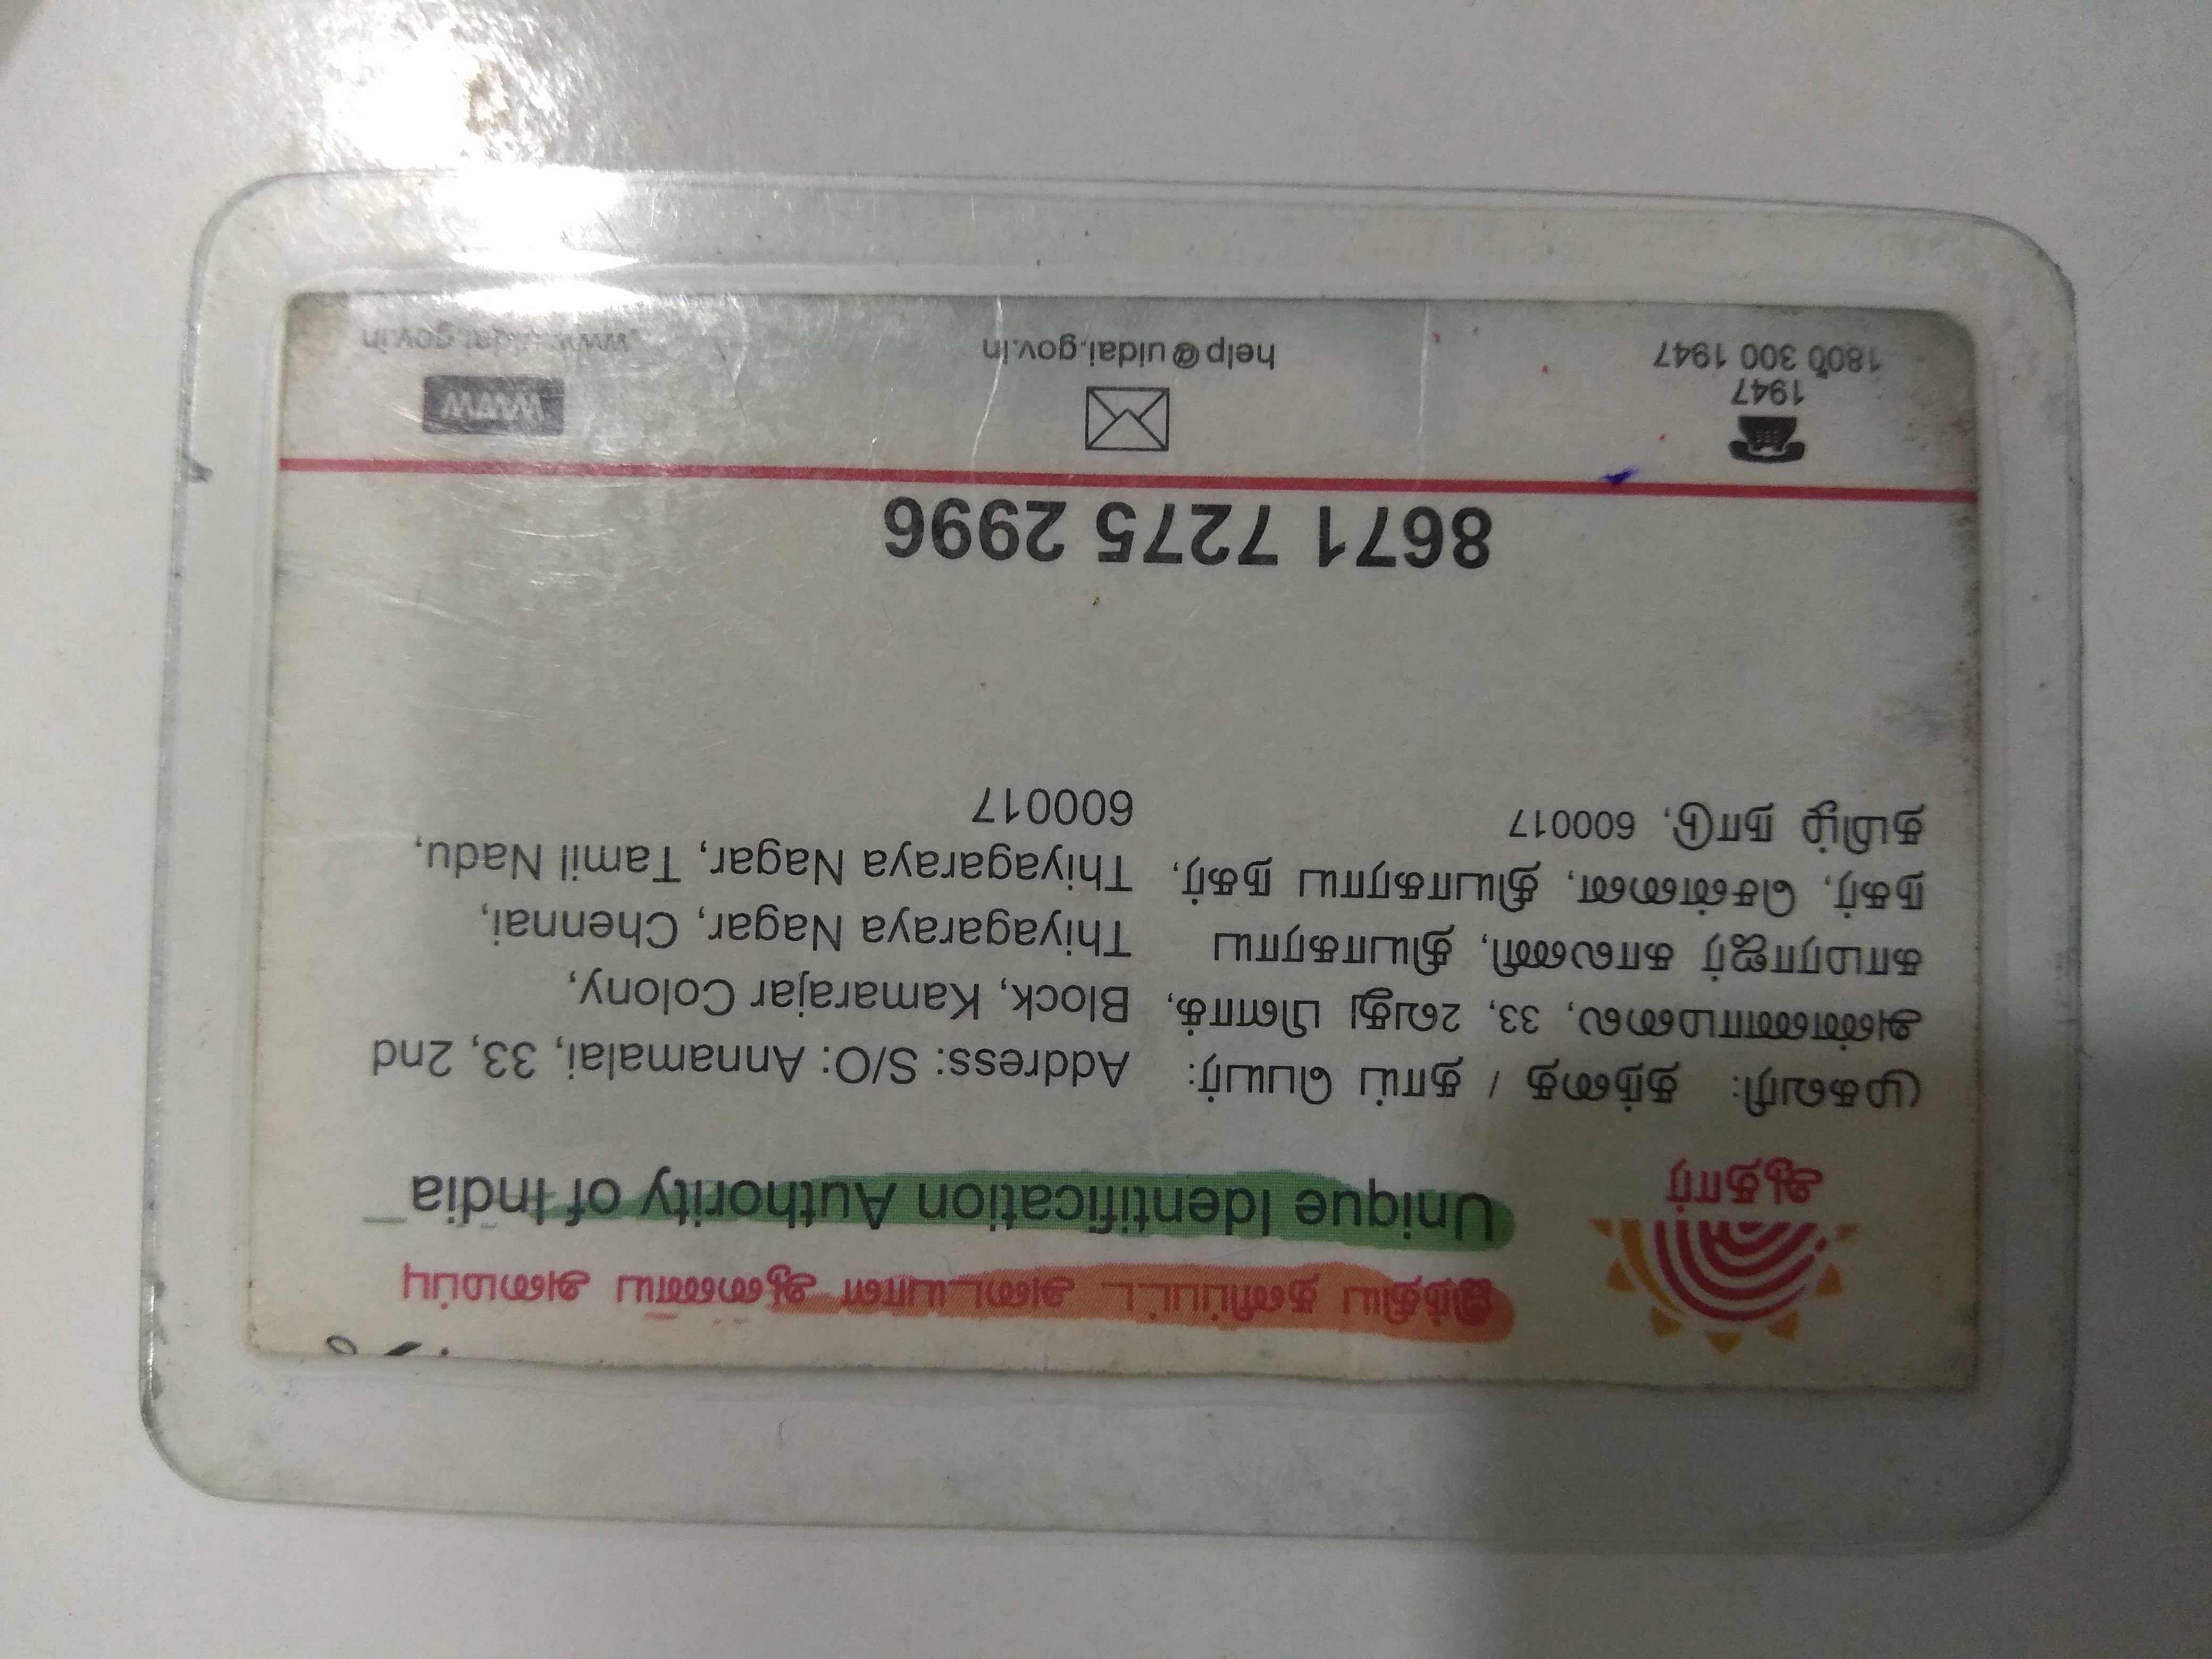 இந்திய தனிப்பட்ட அடையாள ஆணைய அமைப்பு
Unique Identification Authority of India
ஆதார்
முகவரி: தந்தை / தாய் பெயர்:
அண்ணாமலை, 33, 2வது பிளாக்,
காமராஜர் காலணி, தியாகராய
நகர், சென்னை, தியாகராய நகர்,
தமிழ் நாடு, 600017
Address: S/O: Annamalai, 33, 2nd
Block, Kamarajar Colony,
Thiyagaraya Nagar, Chennai,
Thiyagaraya Nagar, Tamil Nadu,
600017
8671 7275 2996
1947
1800 300 1947
help@uidai.gov.in
WWW
www.uidai.gov.in